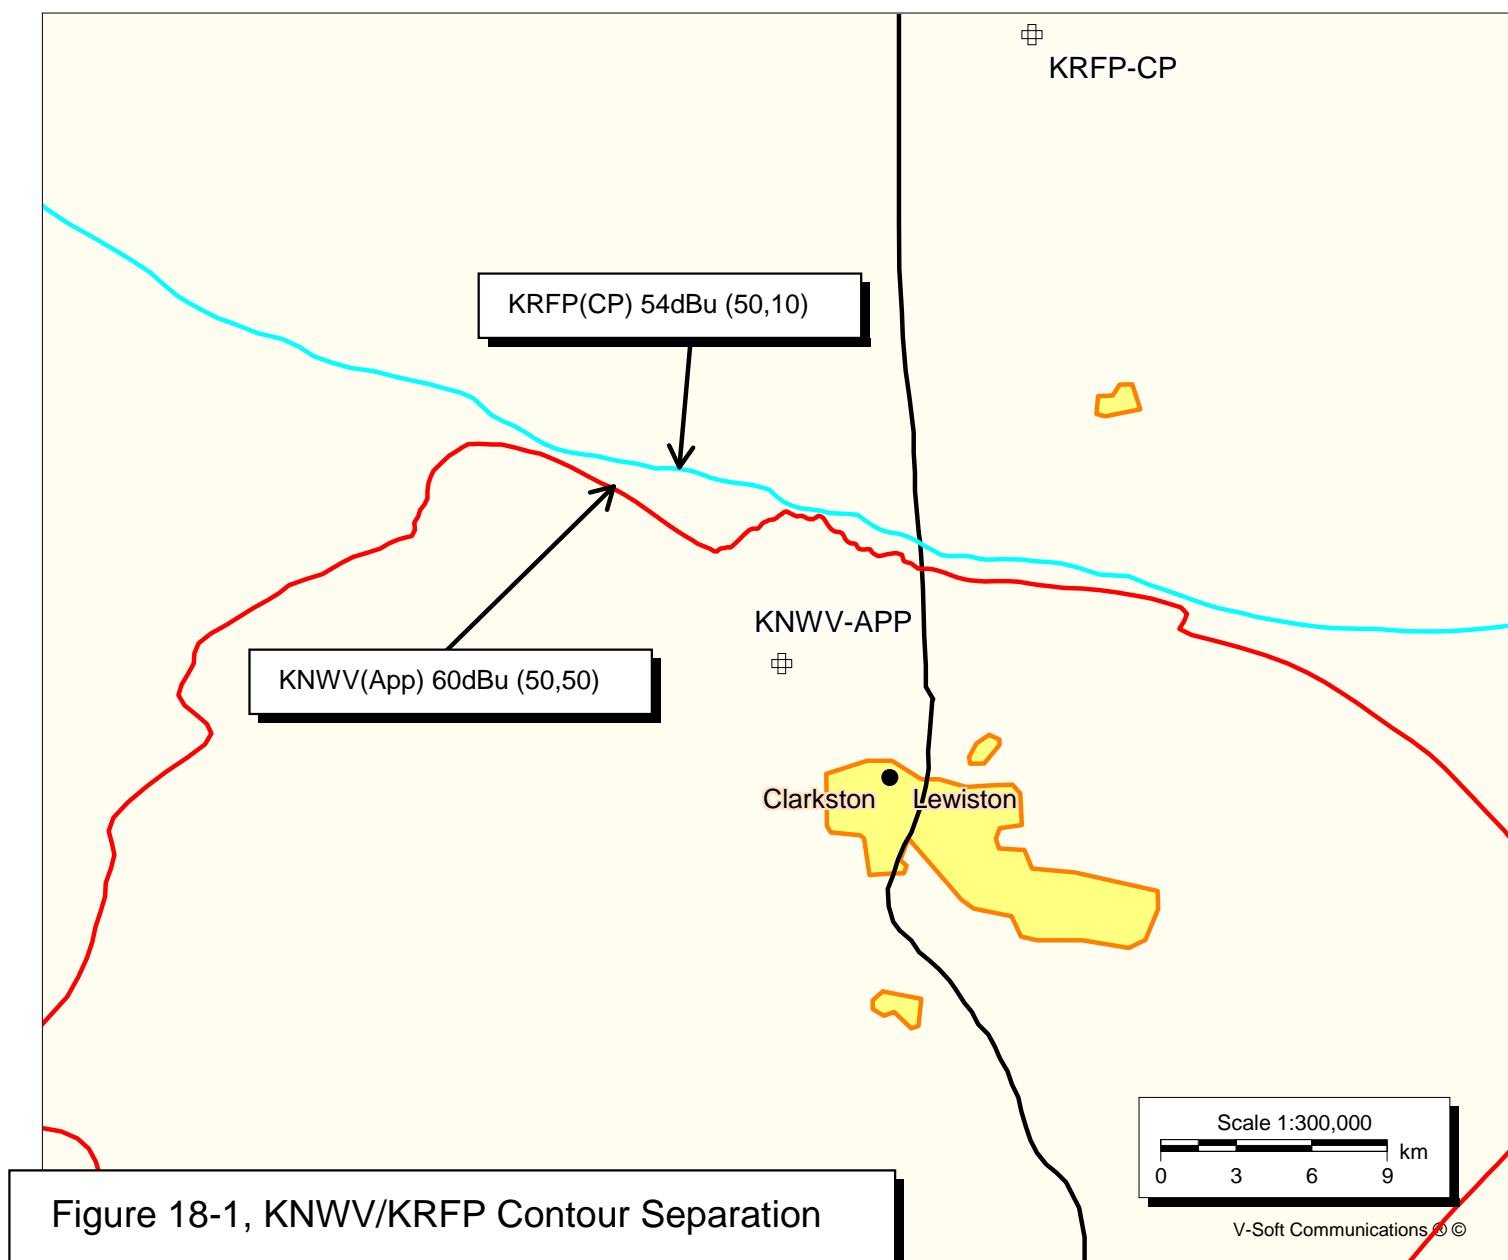 KRFP-CP
KRFP(CP) 54dBu (50,10)
KNWV-APP
KNWV(App) 60dBu (50,50)
Clarkston Lewiston
Scale 1:300,000
km
0 3 6 9
Figure 18-1, KNWV/KRFP Contour Separation
V-Soft Communications ® ©